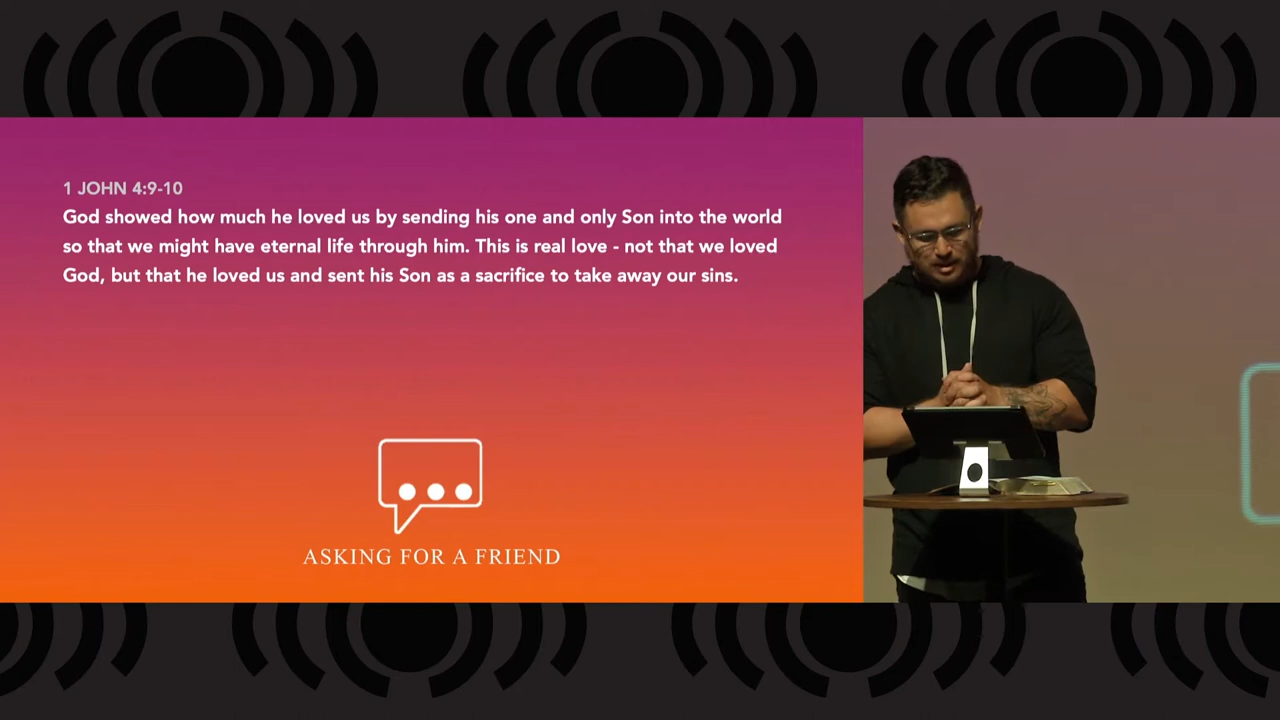 1 JOHN 4:9-10
God showed how much he loved us by sending his one and only Son into the world
so that we might have eternal life through him. This is real love - not that we loved
God, but that he loved us and sent his Son as a sacrifice to take away our sins.
ASKING FOR A FRIEND